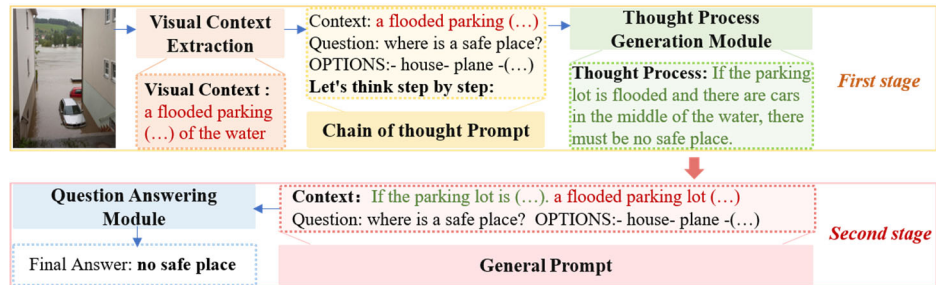 Visual Context
Extraction
Visual Context :
a flooded parking
(…) of the water
Context: a flooded parking (…)
Question: where is a safe place?
OPTIONS:- house- plane -(…)
Let's think step by step:
Chain of thought Prompt
Thought Process
Generation Module
Thought Process: If the parking
lot is flooded and there are cars
in the middle of the water, there
must be no safe place.
First stage
Question Answering
Module
Final Answer: no safe place
Context: If the parking lot is (…). a flooded parking lot (…)
Question: where is a safe place? OPTIONS:- house- plane -(…)
General Prompt
Second stage